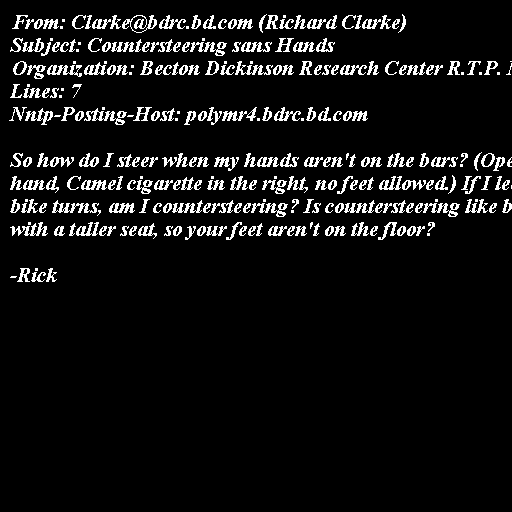 From: Clarke@bdrc.bd.com (Richard Clarke)
Subject: Countersteering sans Hands
Organization: Becton Dickinson Research Center R.T.P.
Lines: 7
Nntp-Posting-Host: polymr4.bdrc.bd.com

So how do I steer when my hands aren't on the bars? (Ope
hand, Camel cigarette in the right, no feet allowed.) If I
bike turns, am I countersteering? Is countersteering like
with a taller seat, so your feet aren't on the floor?

-Rick